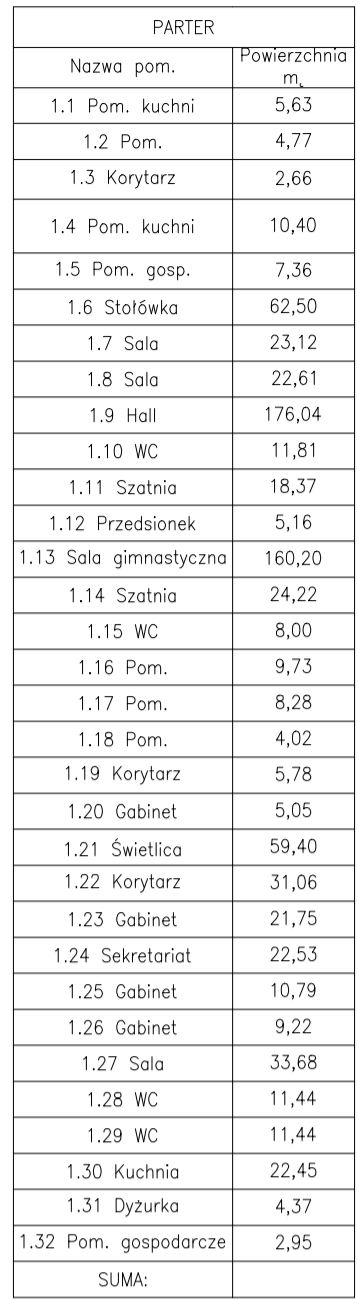 PARTER
Nazwa pom. Powierzchnia
m
1.1 Pom. kuchni 5,63
1.2 Pom. 4,77
1.3 Korytarz 2,66
1.4 Pom. kuchni 10,40
1.5 Pom. gosp. 7,36
1.6 Stołówka 62,50
1.7 Sala 23,12
1.8 Sala 22,61
1.9 Hall 176,04
1.10 WC 11,81
1.11 Szatnia 18,37
1.12 Przedsionek 5,16
1.13 Sala gimnastyczna 160,20
1.14 Szatnia 24,22
1.15 WC 8,00
1.16 Pom. 9,73
1.17 Pom. 8,28
1.18 Pom. 4,02
1.19 Korytarz 5,78
1.20 Gabinet 5,05
1.21 Świetlica 59,40
1.22 Korytarz 31,06
1.23 Gabinet 21,75
1.24 Sekretariat 22,53
1.25 Gabinet 10,79
1.26 Gabinet 9,22
1.27 Sala 33,68
1.28 WC 11,44
1.29 WC 11,44
1.30 Kuchnia 22,45
1.31 Dyżurka 4,37
1.32 Pom. gospodarcze 2,95
SUMA: